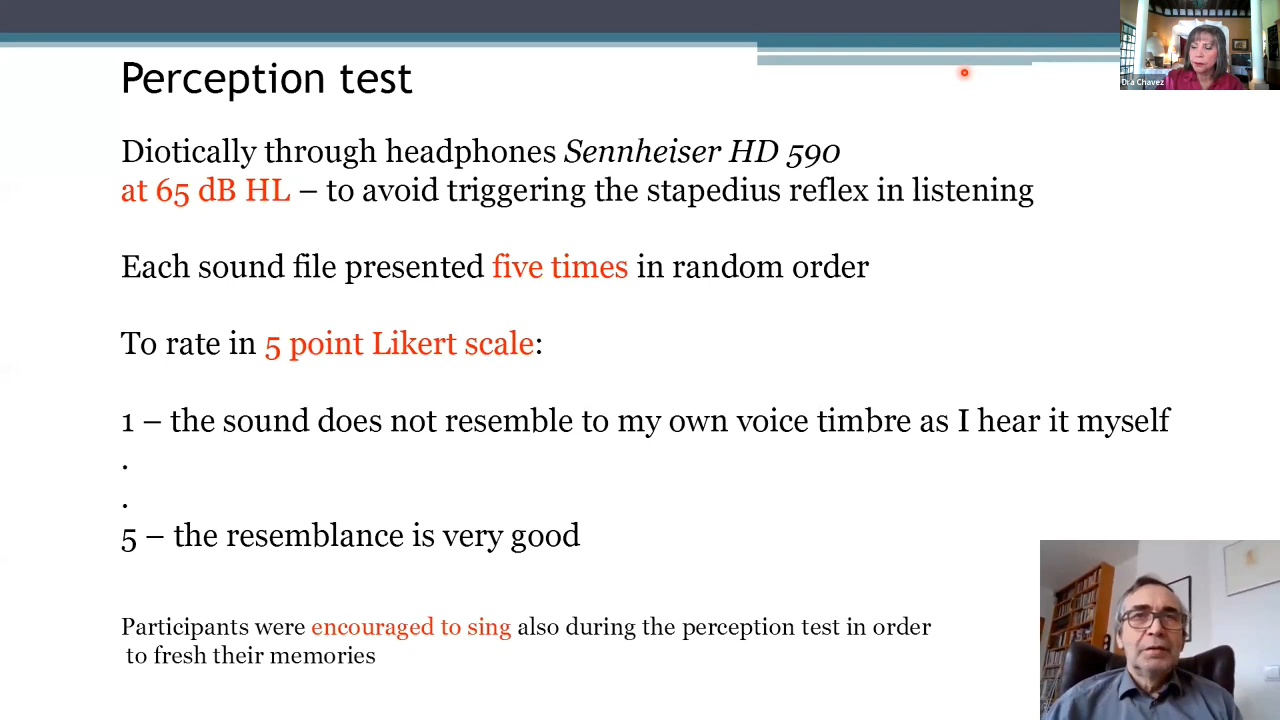 Dra Chavez
Perception test
Diotically through headphones Sennheiser HD 590
at 65 dB HL – to avoid triggering the stapedius reflex in listening
Each sound file presented five times in random order
To rate in 5 point Likert scale:
1 – the sound does not resemble to my own voice timbre as I hear it myself
.
.
5 – the resemblance is very good
Participants were encouraged to sing also during the perception test in order
to fresh their memories